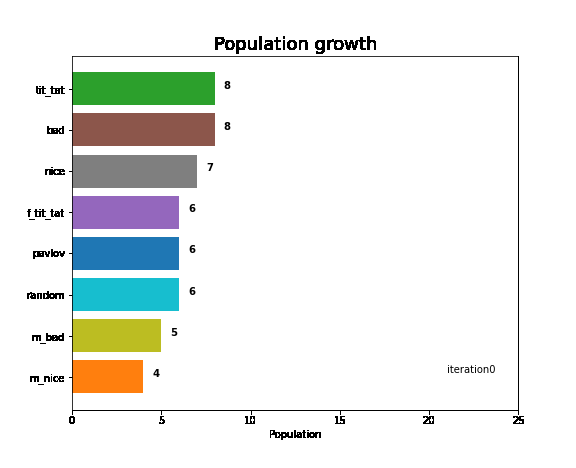 Population growth
tit_tat 8
bad 8
nice 7
f_tit_tat 6
pavlov 6
random 6
m_bad 5
m_nice 4
iteration0
0 5 10 15 20 25
Population